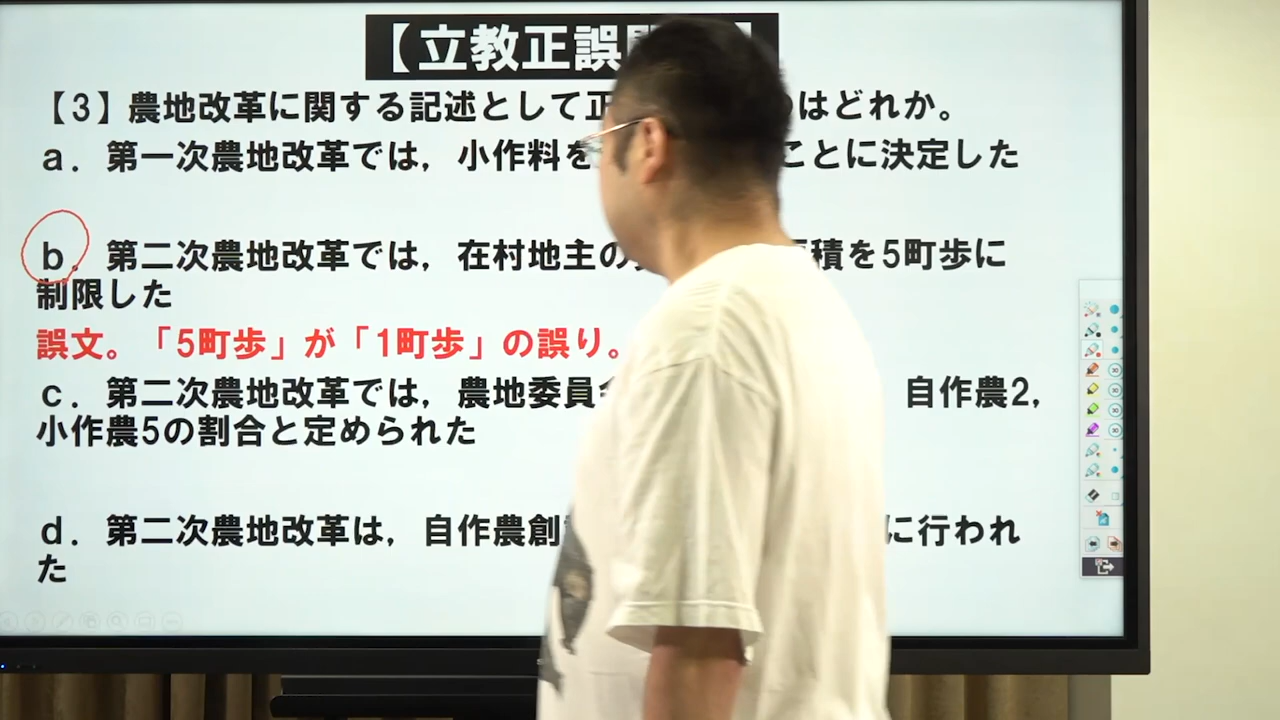 【立教正誤
【3】農地改革に関する記述として正 はどれか。
a．第一次農地改革では，小作料を ことに決定した
b．第二次農地改革では，在村地主の 積を5町歩に
制限した
誤文。「5町歩」が「1町歩」の誤り。
c．第二次農地改革では，農地委員 自作農2，
小作農5の割合と定められた
d．第二次農地改革は，自作農創 に行われ
た